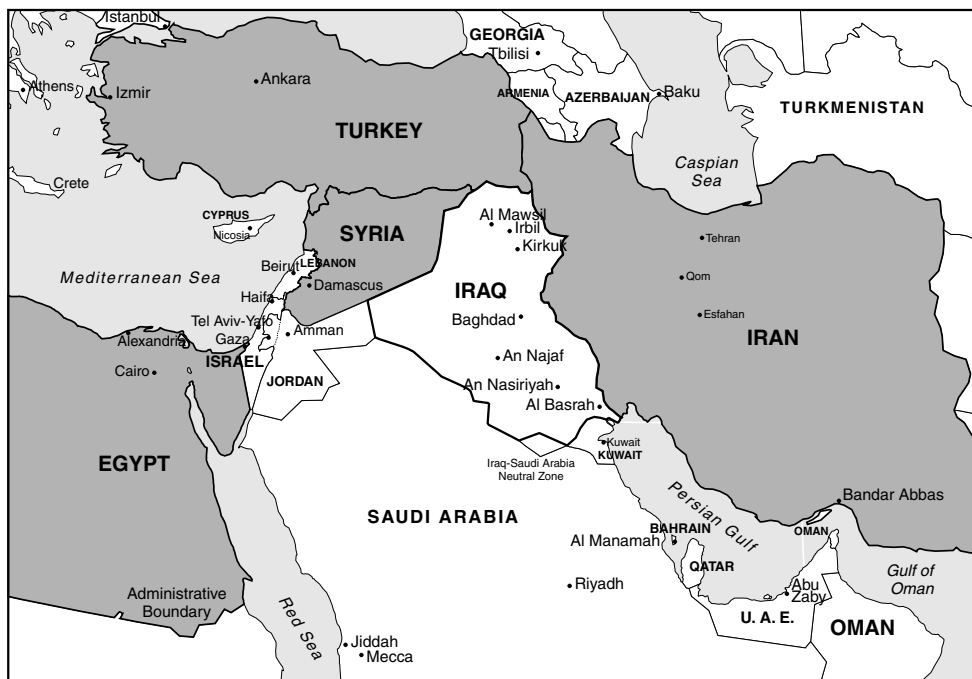 Istanbul
GEORGIA
Tbilisi
Athens
Izmir
Ankara
ARMENIA
AZERBAIJAN
Baku
TURKMENISTAN
TURKEY
Caspian
Sea
Crete
CYPRUS
Nicosia
SYRIA
Al Mawsil
Irbil
Kirkuk
Tehran
Mediterranean Sea
Beirut
LEBANON
Damascus
Qom
Haifa
IRAQ
Baghdad
Esfahan
IRAN
Tel Aviv-Yafo
Gaza
Amman
Alexandria
ISRAEL
Cairo
JORDAN
An Najaf
An Nasiriyah
Al Basrah
Kuwait
KUWAIT
Iraq-Saudi Arabia
Neutral Zone
EGYPT
SAUDI ARABIA
Persian Gulf
Bandar Abbas
BAHRAIN
Al Manamah
OMAN
QATAR
Gulf of
Oman
Riyadh
Abu
Zaby
Administrative
Boundary
Red Sea
U. A. E.
OMAN
Jiddah
Mecca